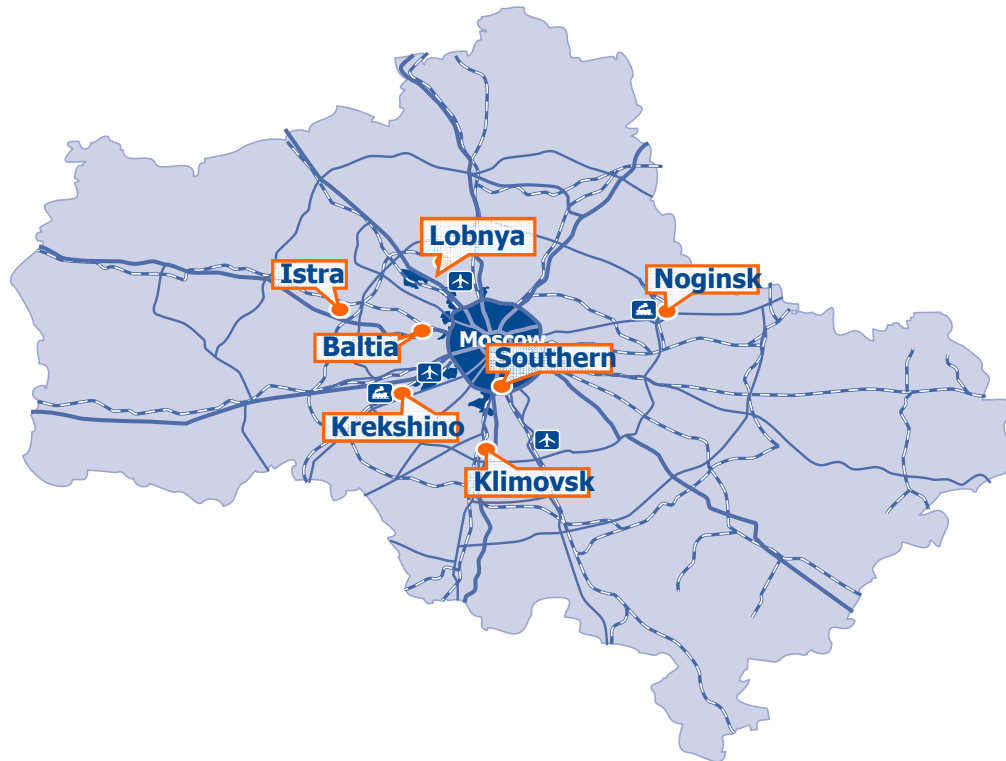 Lobnya
Istra
Noginsk
Moscow
Baltia
Southern
Krekshino
Klimovsk